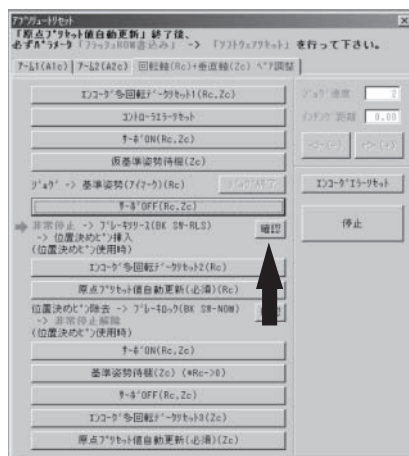 アブソリュートリセット
「原点プリセット値自動更新」終了後、
必ずパラメータ「フラッシュROM書込み」 -> 「ソフトウェアリセット」 を行って下さい。
アーム1(A1c) アーム2(A2c) 回転軸(Rc)+垂直軸(Zc) ペア調整
エンコーダ多回転データリセット1(Rc,Zc)
コントローラエラーリセット
サーボON(Rc,Zc)
仮基準姿勢待機(Zc)
ジョグ -> 基準姿勢(アイマーク)(Rc) ジョグ終了
サーボOFF(Rc,Zc)
非常停止 -> ブレーキリリース(BK SW-RLS)
-> 位置決めピン挿入
(位置決めピン使用時)
確認
エンコーダ多回転データリセット2(Rc)
原点プリセット値自動更新(必須)(Rc)
位置決めピン除去 -> ブレーキロック(BK SW-NOM)
-> 非常停止解除
(位置決めピン使用時)
サーボON(Rc,Zc)
基準姿勢待機(Zc) (*Rc->0)
サーボOFF(Rc,Zc)
エンコーダ多回転データリセット3(Zc)
原点プリセット値自動更新(必須)(Zc)
ジョグ速度 2
インチング距離 0.00
<-(-) ->(+)
エンコーダエラーリセット
停止